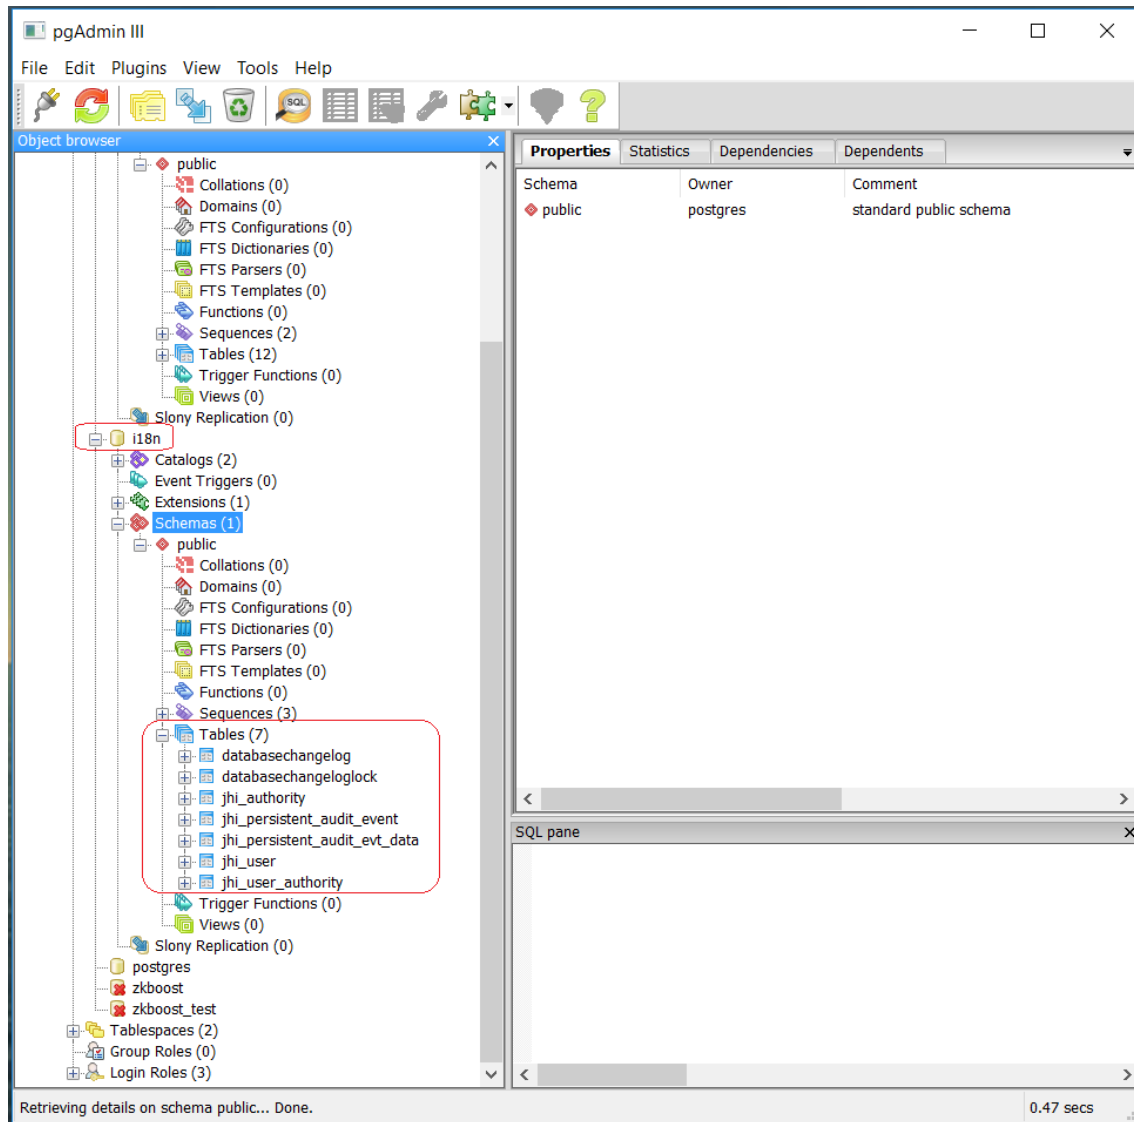 pgAdmin III
File Edit Plugins View Tools Help
SQL
Object browser
public
Collations (0)
Domains (0)
FTS Configurations (0)
FTS Dictionaries (0)
FTS Parsers (0)
FTS Templates (0)
Functions (0)
Sequences (2)
Tables (12)
Trigger Functions (0)
Views (0)
Slony Replication (0)
i18n
Catalogs (2)
Event Triggers (0)
Extensions (1)
Schemas (1)
public
Collations (0)
Domains (0)
FTS Configurations (0)
FTS Dictionaries (0)
FTS Parsers (0)
FTS Templates (0)
Functions (0)
Sequences (3)
Tables (7)
databasechangelog
databasechangeloglock
jhi_authority
jhi_persistent_audit_event
jhi_persistent_audit_evt_data
jhi_user
jhi_user_authority
Trigger Functions (0)
Views (0)
Slony Replication (0)
postgres
zkboost
zkboost_test
Tablespaces (2)
Group Roles (0)
Login Roles (3)
Properties Statistics Dependencies Dependents
Schema Owner Comment
public postgres standard public schema
SQL pane
Retrieving details on schema public... Done.
0.47 secs